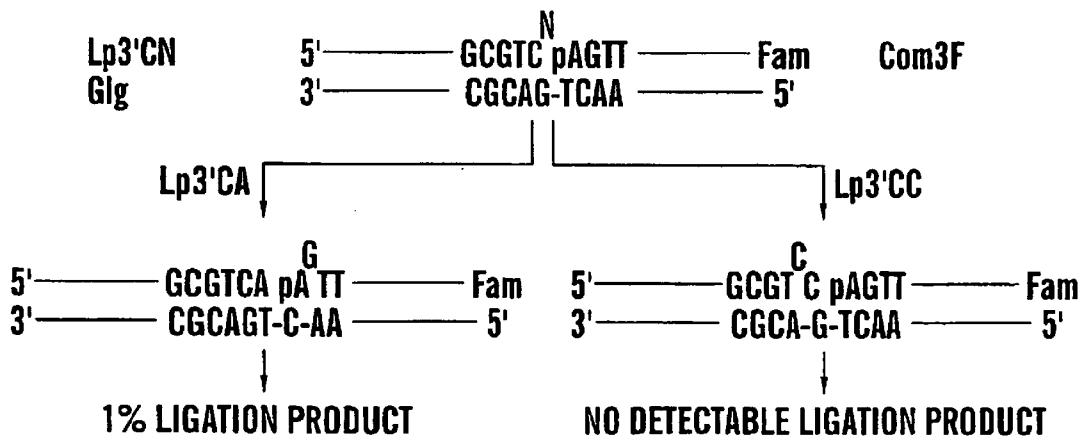 N
Lp3'CN 5' GCGTC pAGTT Fam Com3F
Glg 3' CGCAG-TCAA 5'
Lp3'CA Lp3'CC
G C
5' GCGTCA pA TT Fam 5' GCGT C pAGTT Fam
3' CGCAGT-C-AA 5' 3' CGCA-G-TCAA 5'
1% LIGATION PRODUCT NO DETECTABLE LIGATION PRODUCT